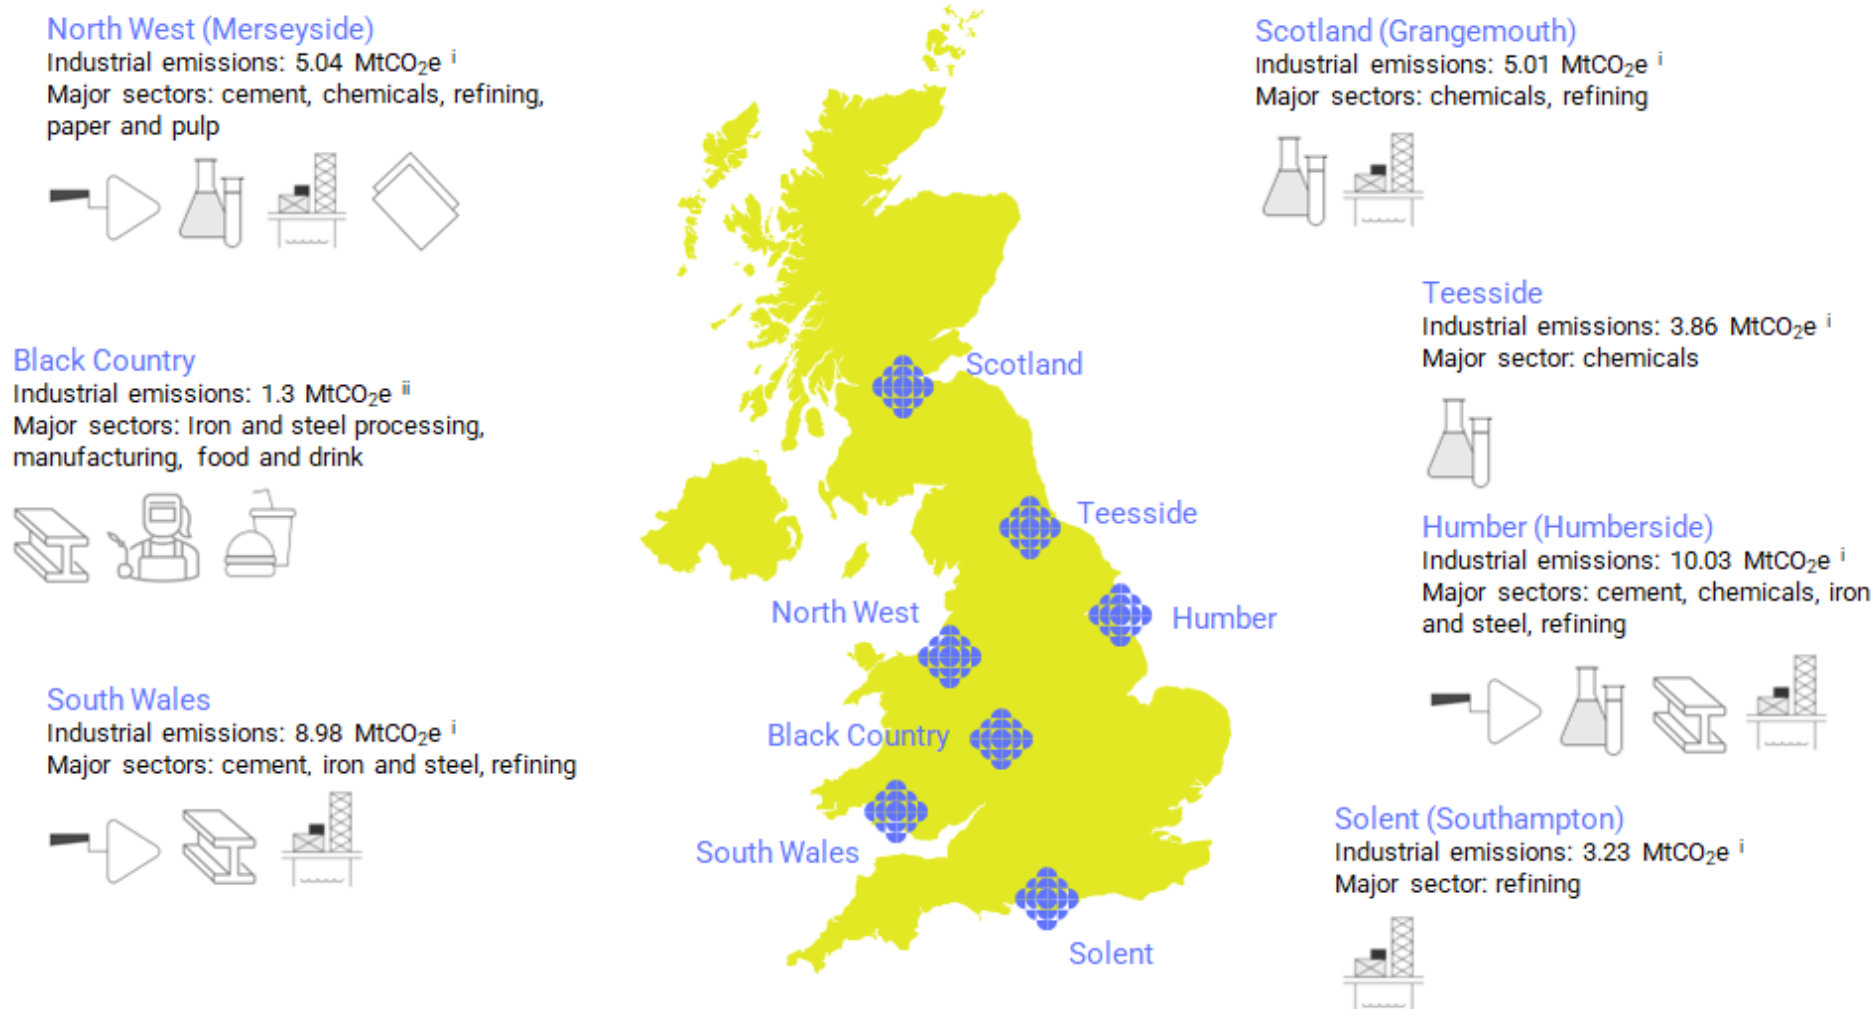 North West (Merseyside)
Industrial emissions: 5.04 MtCO₂e ⁱ
Major sectors: cement, chemicals, refining,
paper and pulp
Black Country
Industrial emissions: 1.3 MtCO₂e ⁱⁱ
Major sectors: Iron and steel processing,
manufacturing, food and drink
South Wales
Industrial emissions: 8.98 MtCO₂e ⁱ
Major sectors: cement, iron and steel, refining
Scotland
Teesside
North West
Humber
Black Country
South Wales
Solent
Scotland (Grangemouth)
Industrial emissions: 5.01 MtCO₂e ⁱ
Major sectors: chemicals, refining
Teesside
Industrial emissions: 3.86 MtCO₂e ⁱ
Major sector: chemicals
Humber (Humberside)
Industrial emissions: 10.03 MtCO₂e ⁱ
Major sectors: cement, chemicals, iron
and steel, refining
Solent (Southampton)
Industrial emissions: 3.23 MtCO₂e ⁱ
Major sector: refining